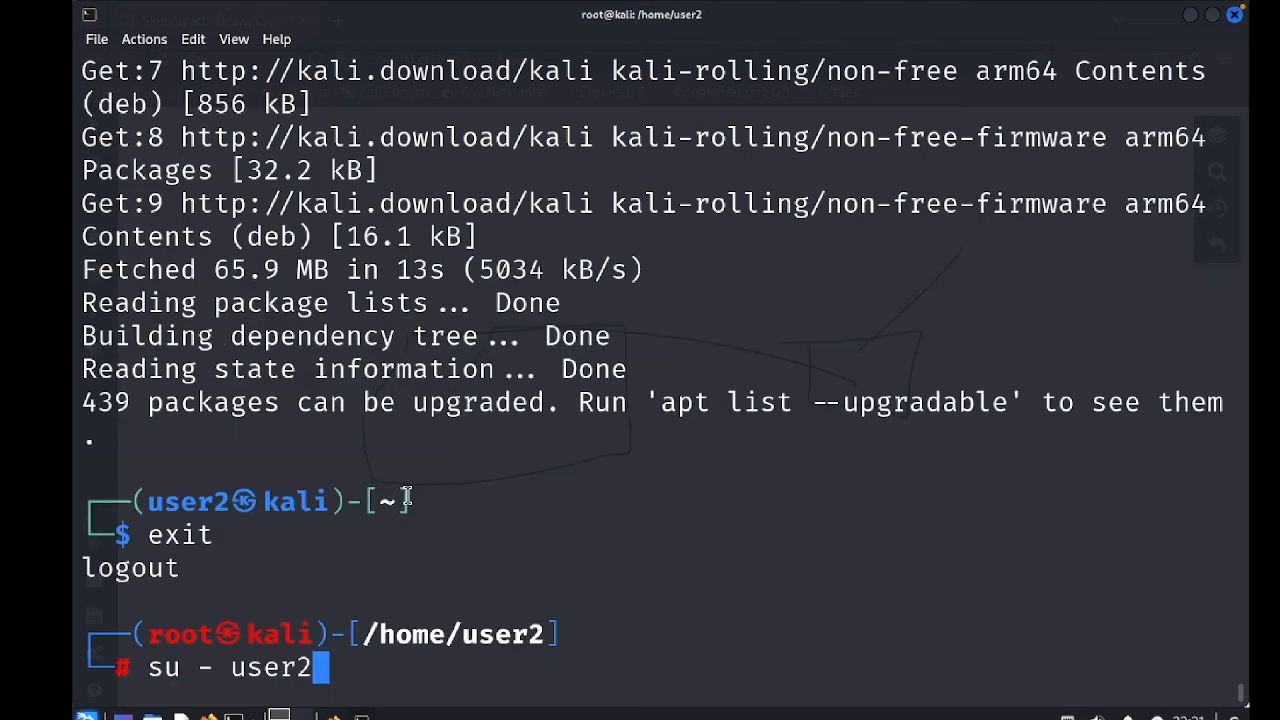 root@kali: /home/user2
File Actions Edit View Help
Get:7 http://kali.download/kali kali-rolling/non-free arm64 Contents
(deb) [856 kB]
Get:8 http://kali.download/kali kali-rolling/non-free-firmware arm64
Packages [32.2 kB]
Get:9 http://kali.download/kali kali-rolling/non-free-firmware arm64
Contents (deb) [16.1 kB]
Fetched 65.9 MB in 13s (5034 kB/s)
Reading package lists... Done
Building dependency tree... Done
Reading state information... Done
439 packages can be upgraded. Run 'apt list --upgradable' to see them
.
┌──(user2㉿kali)-[~]
└─$ exit
logout
┌──(root㉿kali)-[/home/user2]
└─# su - user2